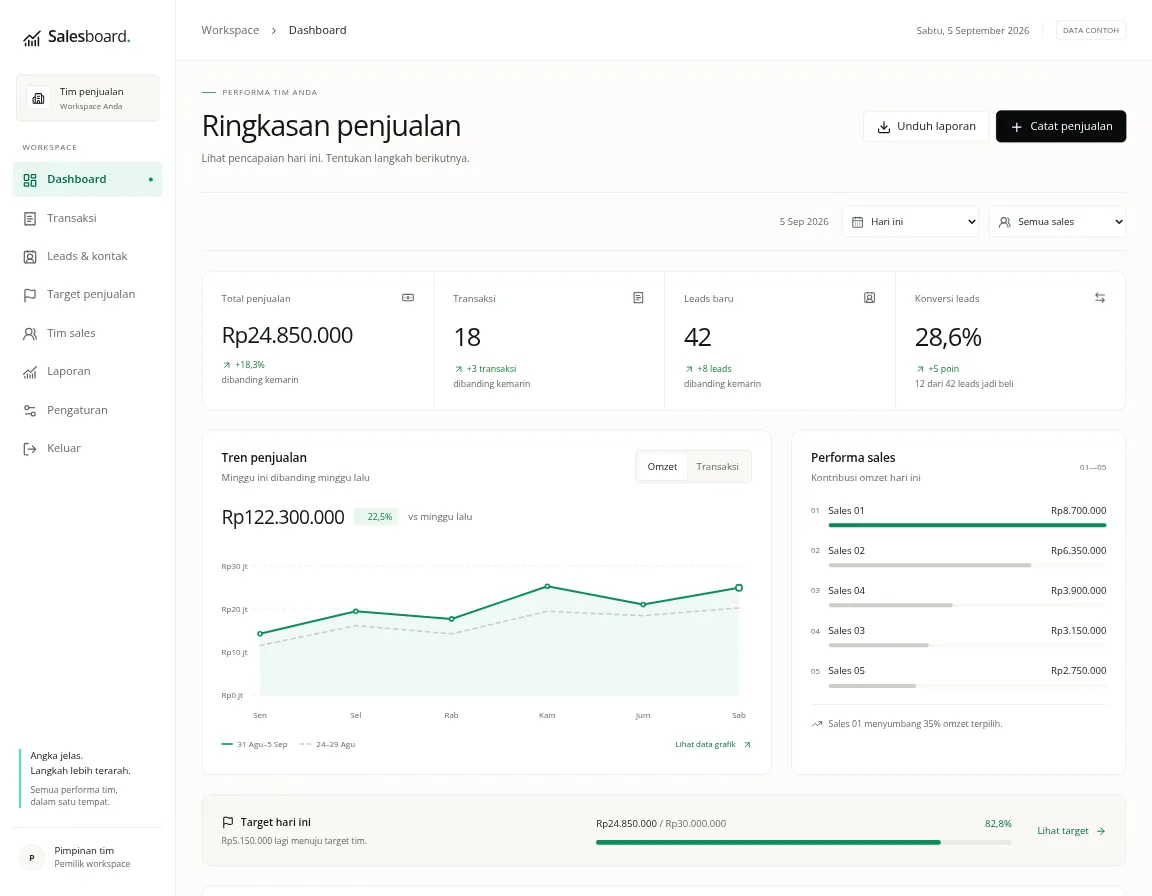 Salesboard.
Tim penjualan
Workspace Anda
WORKSPACE
Dashboard
Transaksi
Leads & kontak
Target penjualan
Tim sales
Laporan
Pengaturan
Keluar
Angka jelas.
Langkah lebih terarah.
Semua performa tim,
dalam satu tempat.
P
Pimpinan tim
Pemilik workspace
Workspace > Dashboard
Sabtu, 5 September 2026
DATA CONTOH
PERFORMA TIM ANDA
Ringkasan penjualan
Lihat pencapaian hari ini. Tentukan langkah berikutnya.
Unduh laporan
Catat penjualan
5 Sep 2026
Hari ini
Semua sales
Total penjualan
Rp24.850.000
+18,3%
dibanding kemarin
Transaksi
18
+3 transaksi
dibanding kemarin
Leads baru
42
+8 leads
dibanding kemarin
Konversi leads
28,6%
+5 poin
12 dari 42 leads jadi beli
Tren penjualan
Minggu ini dibanding minggu lalu
Omzet
Transaksi
Rp122.300.000 22,5% vs minggu lalu
Rp30 jt
Rp20 jt
Rp10 jt
Rp0 jt
Sen Sel Rab Kam Jum Sab
31 Agu–5 Sep 24–29 Agu
Lihat data grafik
Performa sales
Kontribusi omzet hari ini
01—05
01 Sales 01 Rp8.700.000
02 Sales 02 Rp6.350.000
03 Sales 04 Rp3.900.000
04 Sales 03 Rp3.150.000
05 Sales 05 Rp2.750.000
Sales 01 menyumbang 35% omzet terpilih.
Target hari ini
Rp5.150.000 lagi menuju target tim.
Rp24.850.000 / Rp30.000.000
82,8%
Lihat target